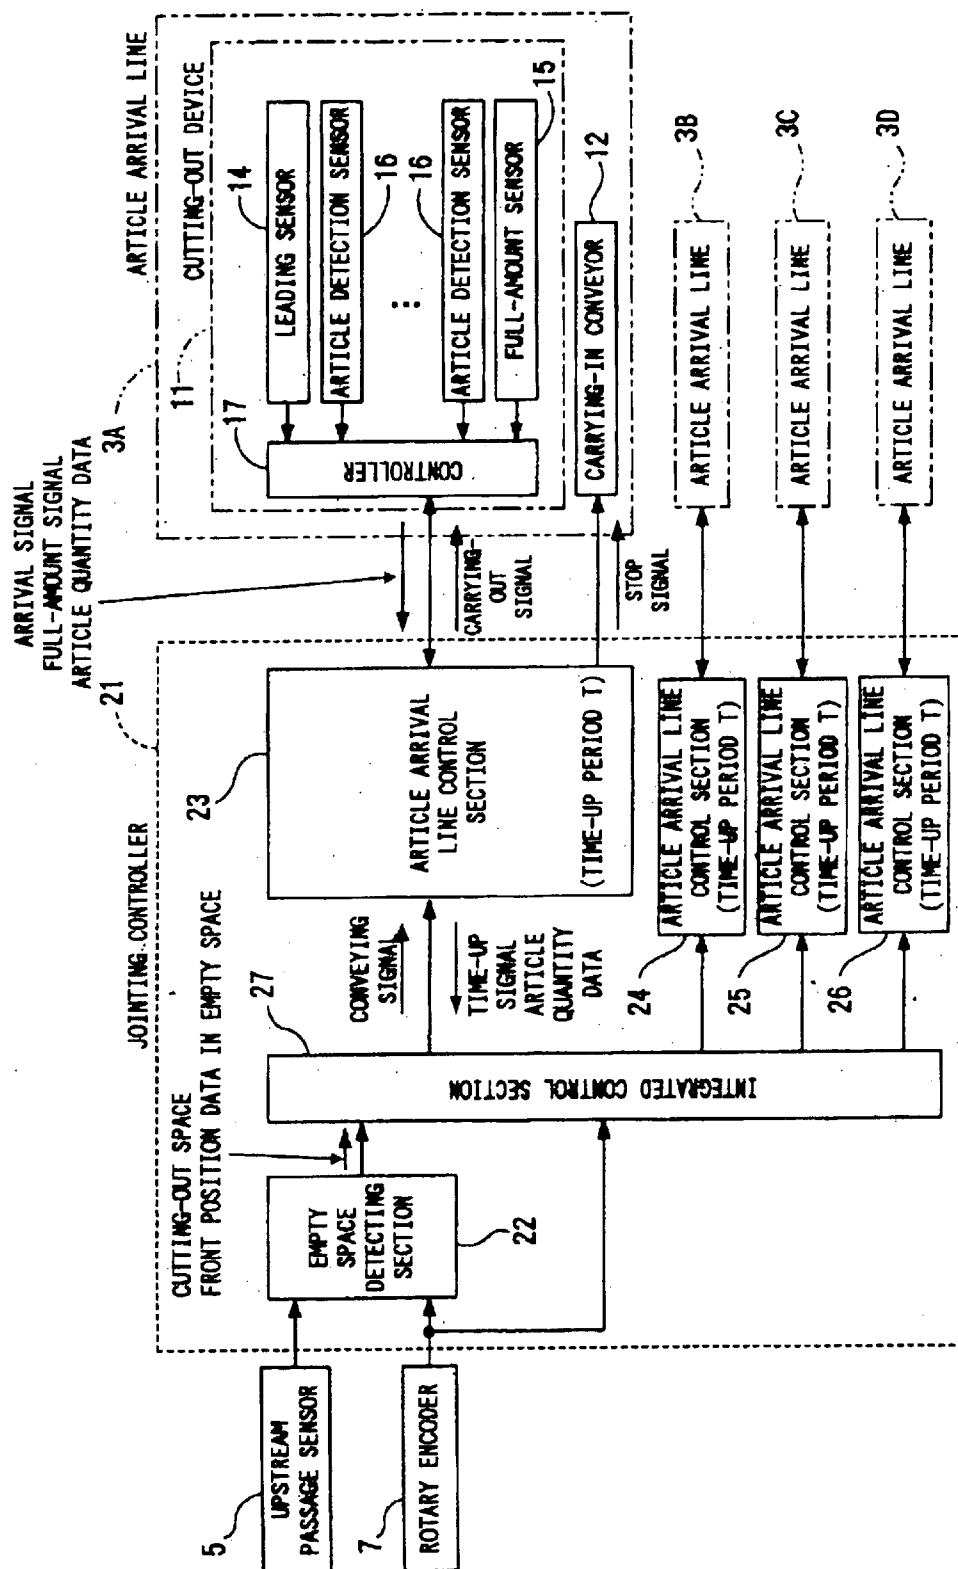 5
UPSTREAM
PASSAGE SENSOR
7
ROTARY ENCODER
JOINTING CONTROLLER
21
CUTTING-OUT SPACE
FRONT POSITION DATA IN EMPTY SPACE
EMPTY
SPACE
DETECTING
SECTION
22
27
INTEGRATED CONTROL SECTION
CONVEYING
SIGNAL
TIME-UP
SIGNAL
ARTICLE
QUANTITY
DATA
23
ARTICLE ARRIVAL
LINE CONTROL
SECTION
(TIME-UP PERIOD T)
24
ARTICLE ARRIVAL LINE
CONTROL SECTION
(TIME-UP PERIOD T)
25
ARTICLE ARRIVAL LINE
CONTROL SECTION
(TIME-UP PERIOD T)
26
ARTICLE ARRIVAL LINE
CONTROL SECTION
(TIME-UP PERIOD T)
ARRIVAL SIGNAL
FULL-AMOUNT SIGNAL
ARTICLE QUANTITY DATA
CARRYING-
OUT
SIGNAL
STOP
SIGNAL
3A
ARTICLE ARRIVAL LINE
11
CUTTING-OUT DEVICE
17
CONTROLLER
14
LEADING SENSOR
ARTICLE DETECTION SENSOR
16
...
16
ARTICLE DETECTION SENSOR
FULL-AMOUNT SENSOR
15
CARRYING-IN CONVEYOR
12
ARTICLE ARRIVAL LINE
3B
ARTICLE ARRIVAL LINE
3C
ARTICLE ARRIVAL LINE
3D